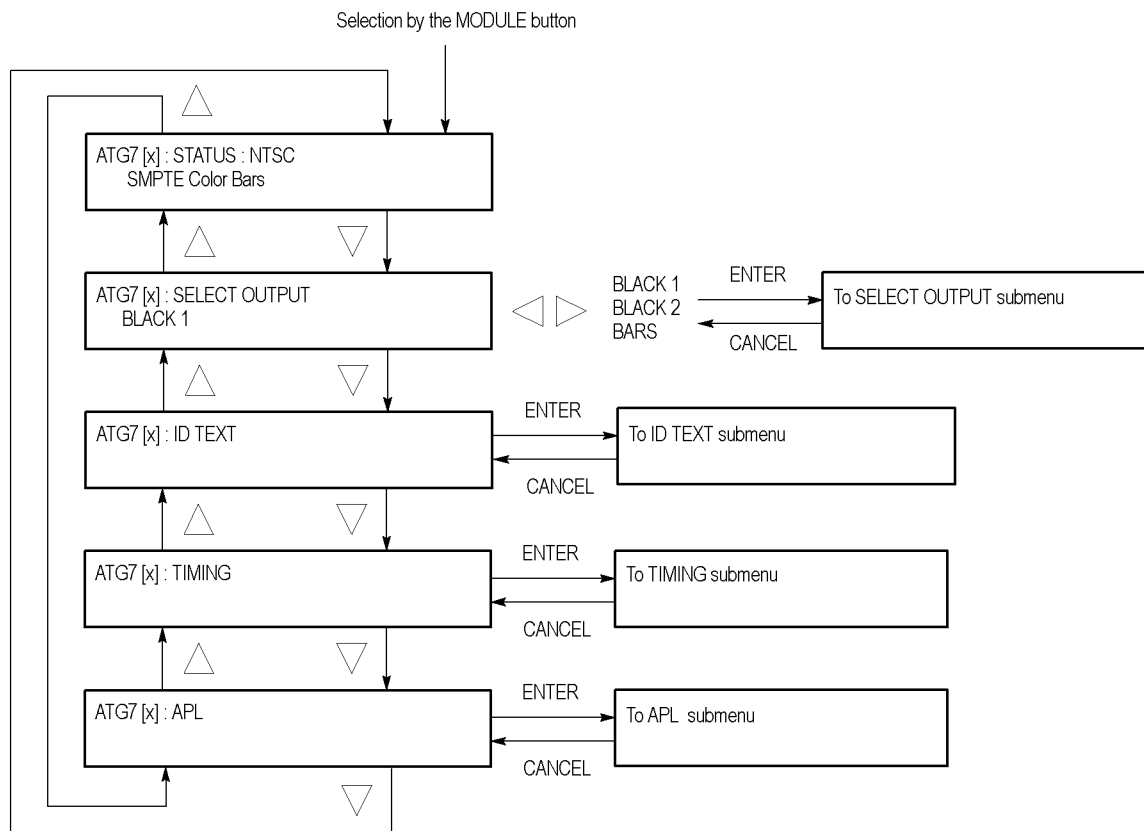 Selection by the MODULE button
ATG7 [x] : STATUS : NTSC
SMPTE Color Bars
ATG7 [x] : SELECT OUTPUT
BLACK 1
BLACK 1
BLACK 2
BARS
ENTER
CANCEL
To SELECT OUTPUT submenu
ATG7 [x] : ID TEXT
ENTER
CANCEL
To ID TEXT submenu
ATG7 [x] : TIMING
ENTER
CANCEL
To TIMING submenu
ATG7 [x] : APL
ENTER
CANCEL
To APL submenu